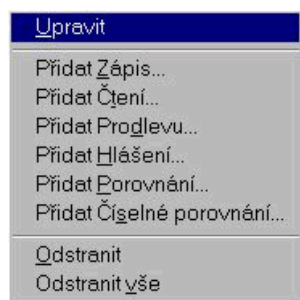 Upravit
Přidat Zápis...
Přidat Čtení...
Přidat Prodlevu...
Přidat Hlášení...
Přidat Porovnání...
Přidat Číselné porovnání...
Odstranit
Odstranit vše